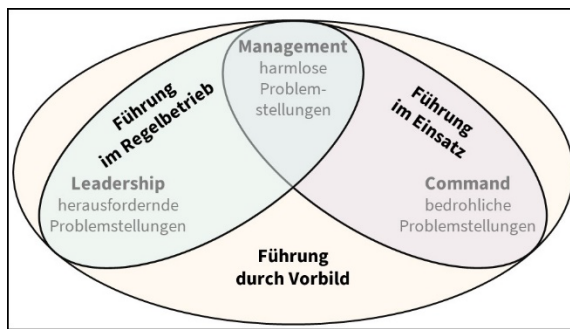 Management
harmlose
Problem-
stellungen
Führung
im Regelbetrieb
Führung
im Einsatz
Leadership
herausfordernde
Problemstellungen
Command
bedrohliche
Problemstellungen
Führung
durch Vorbild